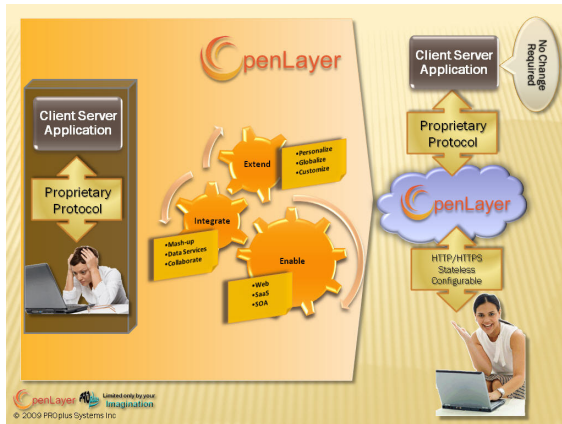 OpenLayer
Client Server
Application
Proprietary
Protocol
Extend
•Personalize
•Globalize
•Customize
Integrate
•Mash-up
•Data Services
•Collaborate
Enable
•Web
•SaaS
•SOA
Client Server
Application
No Change
Required
Proprietary
Protocol
OpenLayer
HTTP/HTTPS
Stateless
Configurable
OpenLayer
Limited only by your
Imagination
© 2009 PROplus Systems Inc